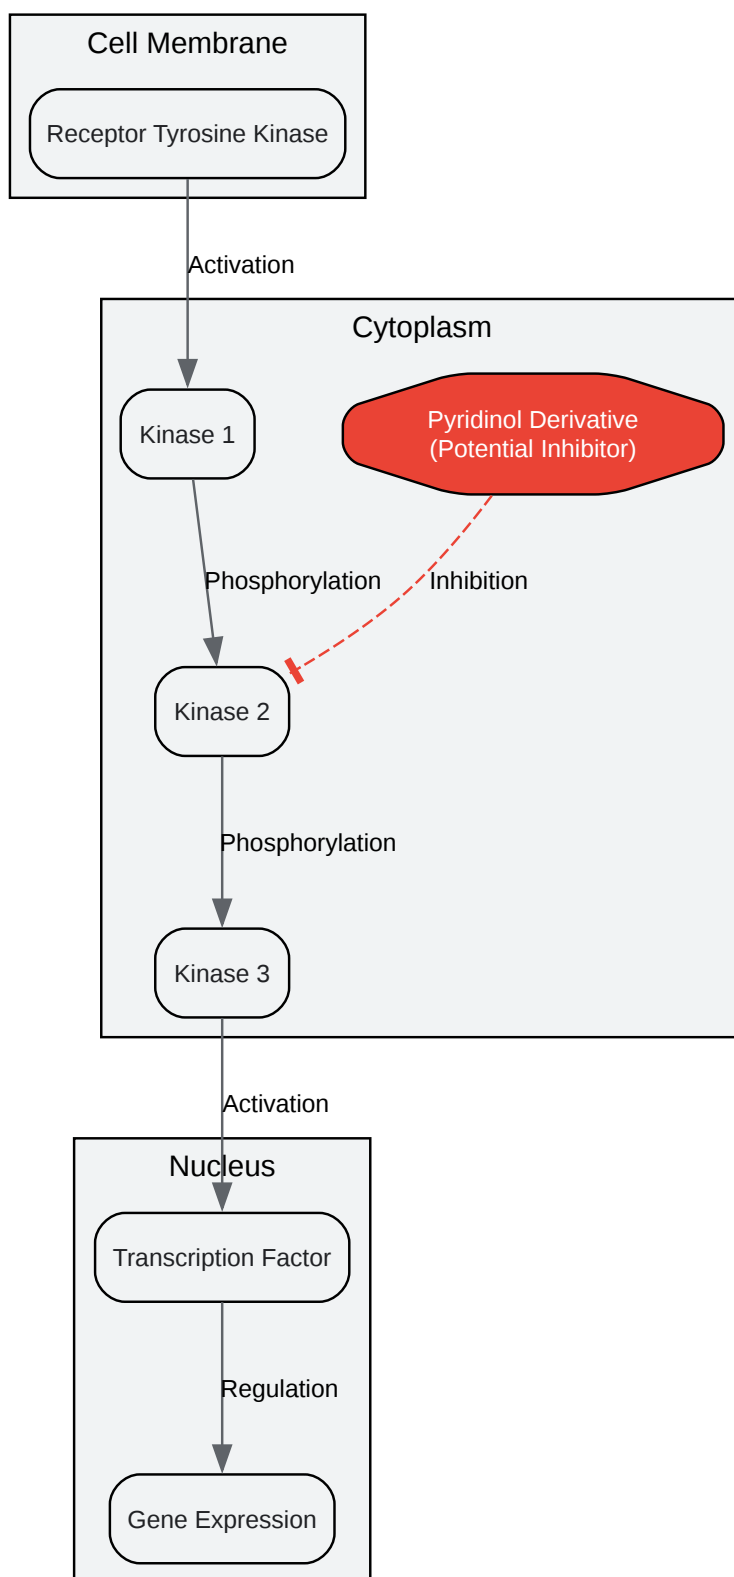 Cell Membrane
Receptor Tyrosine Kinase
Activation
Cytoplasm
Kinase 1
Pyridinol Derivative
(Potential Inhibitor)
Phosphorylation
Inhibition
Kinase 2
Phosphorylation
Kinase 3
Activation
Nucleus
Transcription Factor
Regulation
Gene Expression